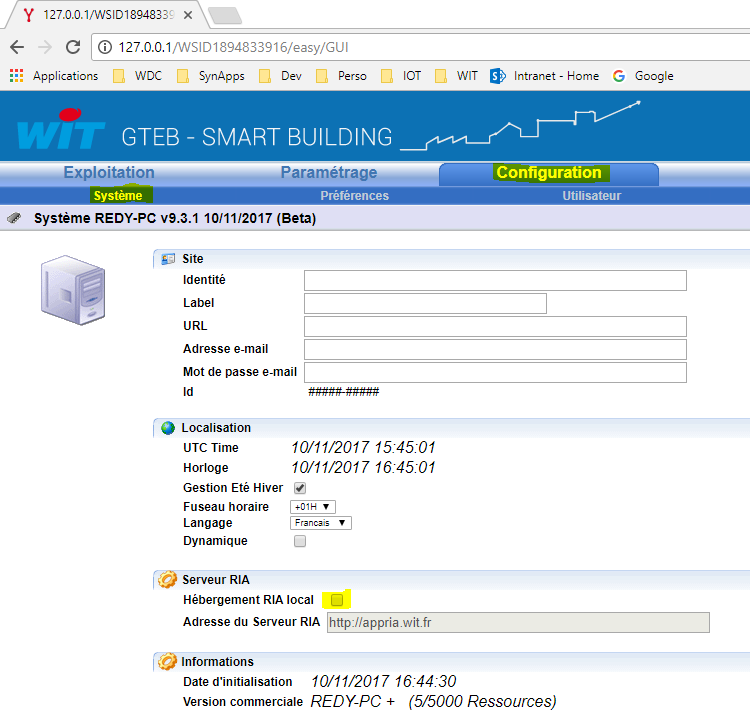 127.0.0.1/WSID1894833916
127.0.0.1/WSID1894833916/easy/GUI
Applications WDC SynApps Dev Perso IOT WIT Intranet - Home Google
WIT GTEB - SMART BUILDING
Exploitation Paramétrage Configuration
Système Préférences Utilisateur
Système REDY-PC v9.3.1 10/11/2017 (Beta)
Site
Identité
Label
URL
Adresse e-mail
Mot de passe e-mail
Id #####-#####
Localisation
UTC Time 10/11/2017 15:45:01
Horloge 10/11/2017 16:45:01
Gestion Eté Hiver
Fuseau horaire +01H
Langage Francais
Dynamique
Serveur RIA
Hébergement RIA local
Adresse du Serveur RIA http://appria.wit.fr
Informations
Date d'initialisation 10/11/2017 16:44:30
Version commerciale REDY-PC + (5/5000 Ressources)